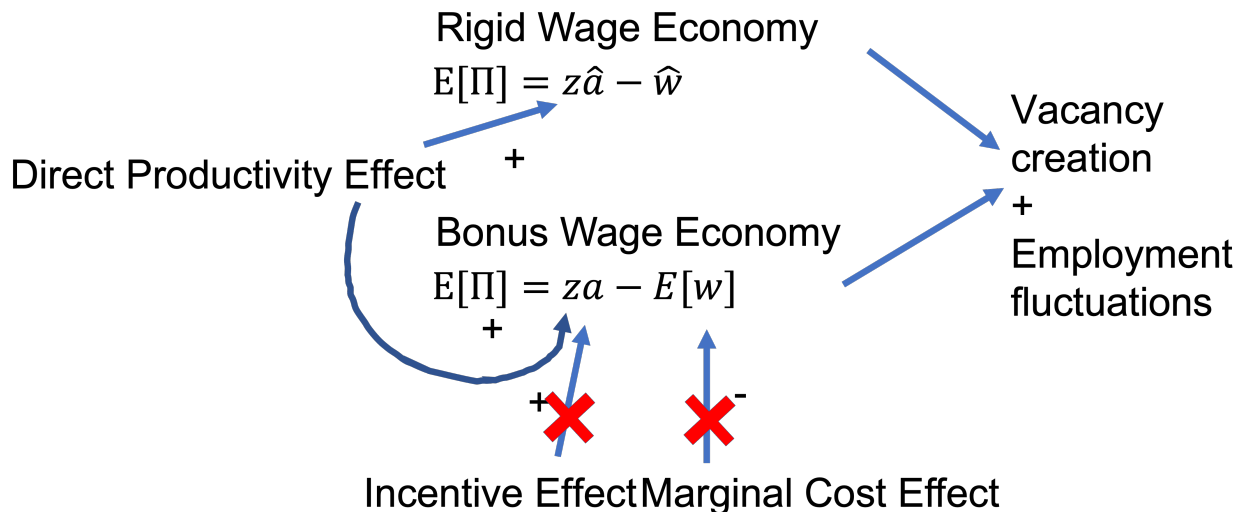 Rigid Wage Economy
E[Π] = zâ − ŵ
Vacancy
creation
+
Employment
fluctuations
+
Direct Productivity Effect
Bonus Wage Economy
E[Π] = za − E[w]
+
+
-
Incentive Effect
Marginal Cost Effect